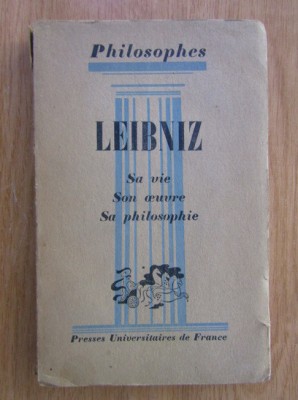 Philosophes
LEIBNIZ
Sa vie
Son œuvre
Sa philosophie
Presses Universitaires de France